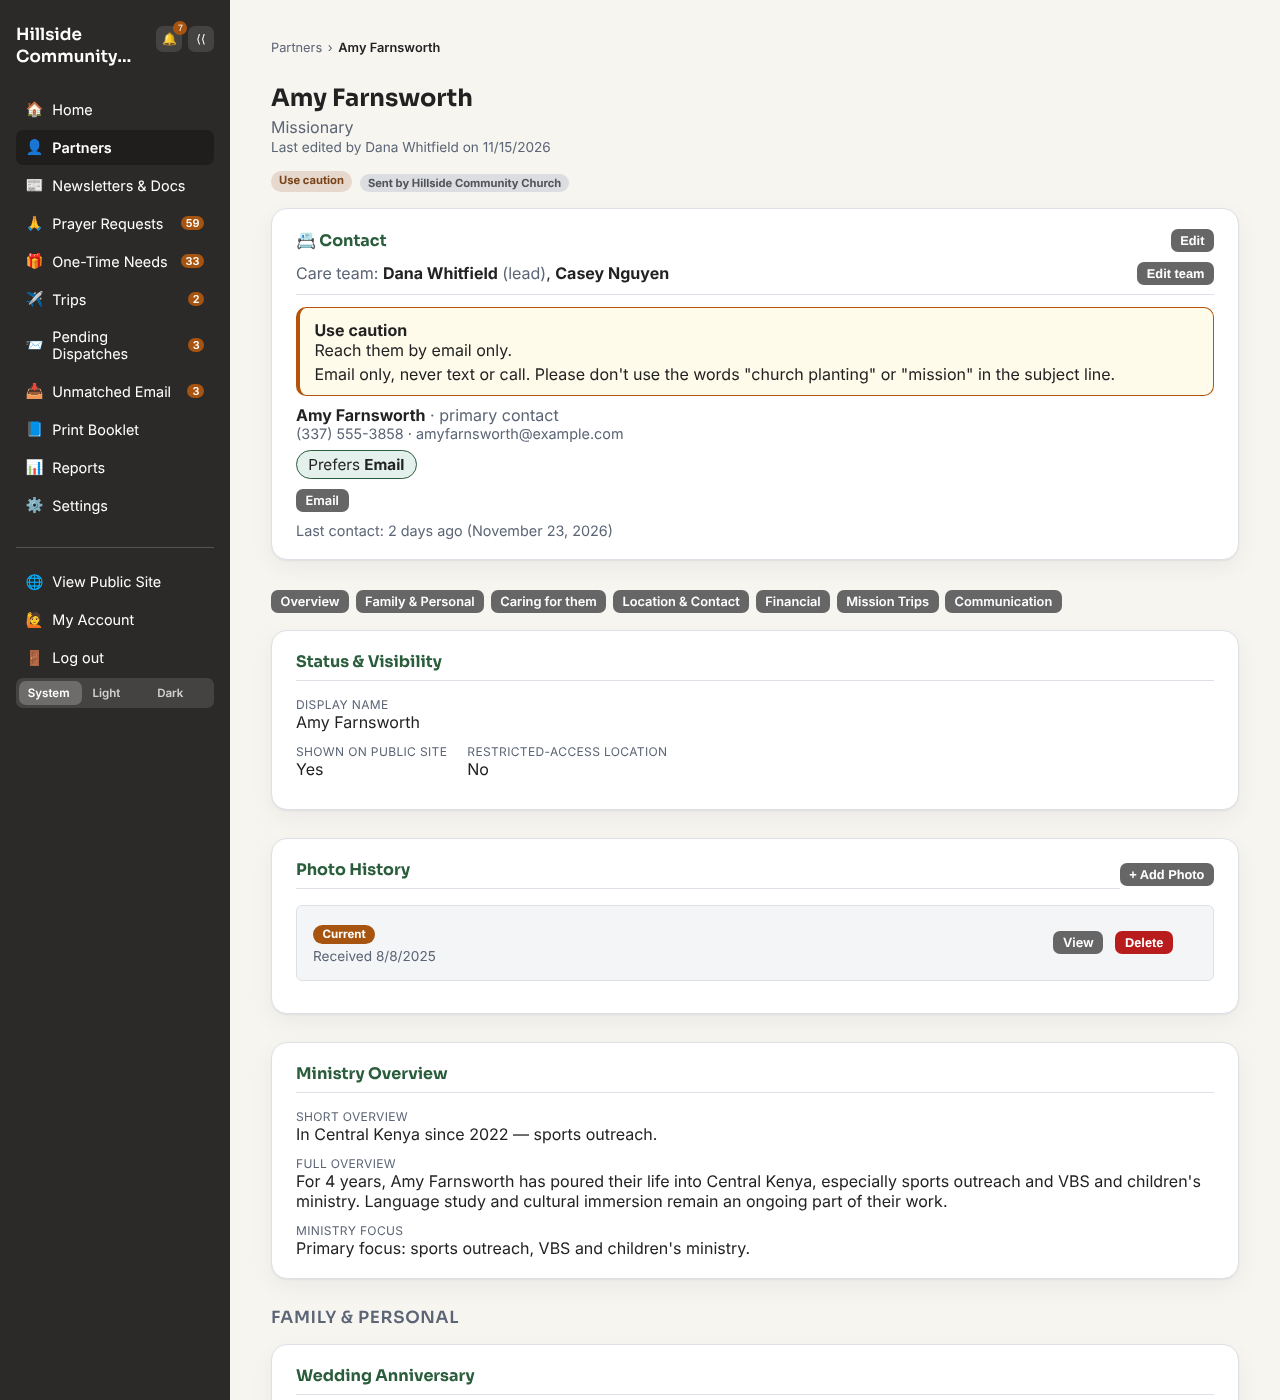 Hillside
Community...
7
⟨⟨
Home
Partners
Newsletters & Docs
Prayer Requests 59
One-Time Needs 33
Trips 2
Pending
Dispatches 3
Unmatched Email 3
Print Booklet
Reports
Settings
View Public Site
My Account
Log out
System Light Dark
Partners › Amy Farnsworth
Amy Farnsworth
Missionary
Last edited by Dana Whitfield on 11/15/2026
Use caution Sent by Hillside Community Church
Contact Edit
Care team: Dana Whitfield (lead), Casey Nguyen Edit team
Use caution
Reach them by email only.
Email only, never text or call. Please don't use the words "church planting" or "mission" in the subject line.
Amy Farnsworth · primary contact
(337) 555-3858 · amyfarnsworth@example.com
Prefers Email
Email
Last contact: 2 days ago (November 23, 2026)
Overview Family & Personal Caring for them Location & Contact Financial Mission Trips Communication
Status & Visibility
DISPLAY NAME
Amy Farnsworth
SHOWN ON PUBLIC SITE RESTRICTED-ACCESS LOCATION
Yes No
Photo History + Add Photo
Current
Received 8/8/2025
View Delete
Ministry Overview
SHORT OVERVIEW
In Central Kenya since 2022 — sports outreach.
FULL OVERVIEW
For 4 years, Amy Farnsworth has poured their life into Central Kenya, especially sports outreach and VBS and children's
ministry. Language study and cultural immersion remain an ongoing part of their work.
MINISTRY FOCUS
Primary focus: sports outreach, VBS and children's ministry.
FAMILY & PERSONAL
Wedding Anniversary